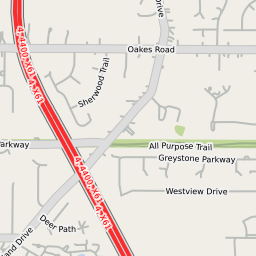 Drive
Oakes Road
Sherwood Trail
Parkway
All Purpose Trail
Greystone Parkway
Westview Drive
Deer Path
and Drive